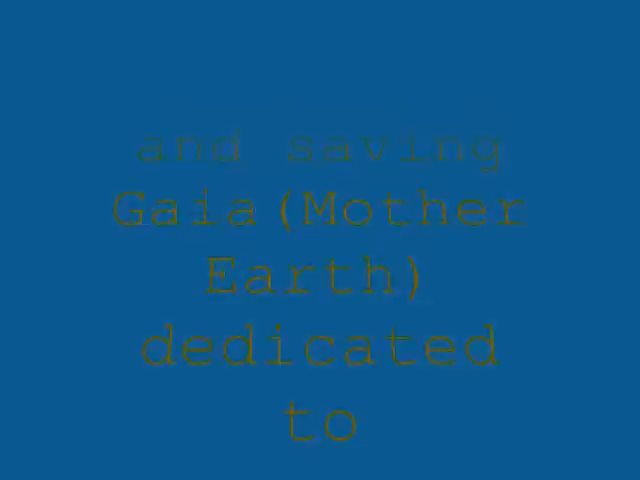 and saving
Gaia(Mother
Earth)
dedicated
to